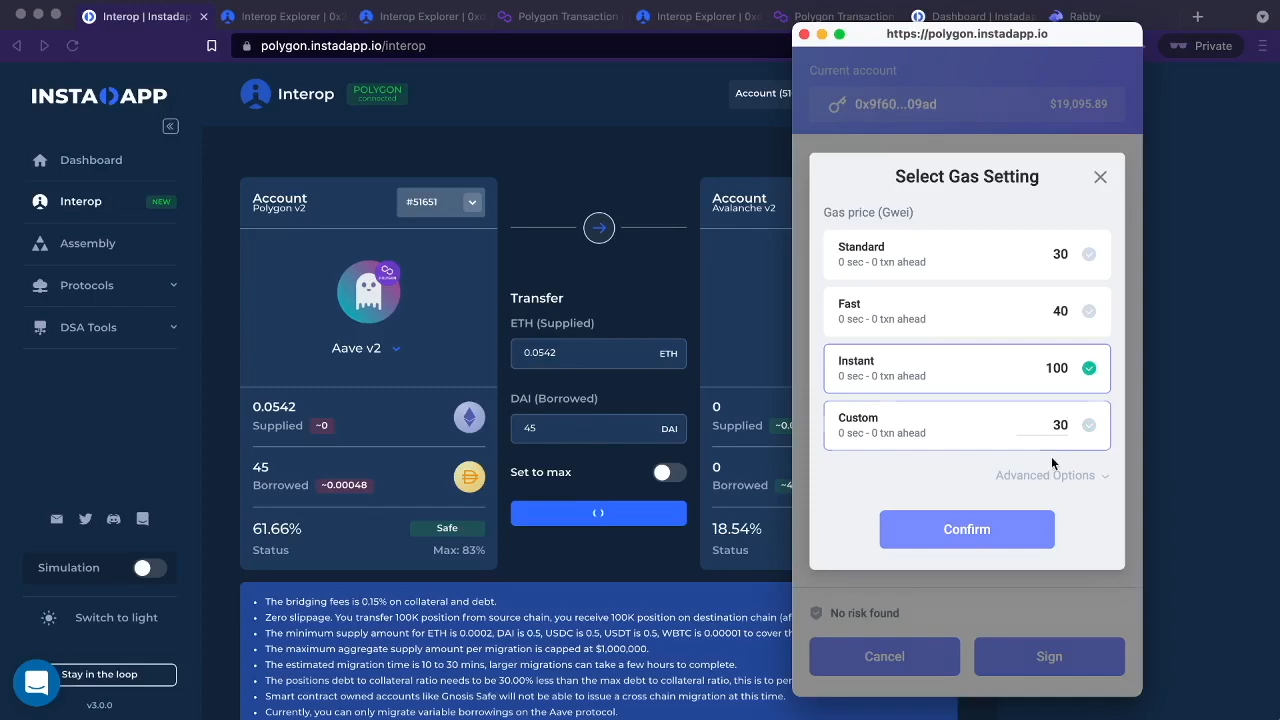 Interop | Instadap
Interop Explorer | 0x3
Interop Explorer | 0x0
Polygon Transaction
Interop Explorer | 0x0
Polygon Transaction
Dashboard | Instada
Rabby
polygon.instadapp.io/interop
Private
https://polygon.instadapp.io
INSTADAPP
Dashboard
Interop
NEW
Assembly
Protocols
DSA Tools
Simulation
Switch to light
Stay in the loop
v3.0.0
Interop
POLYGON
connected
Account (51
Account
Polygon v2
#51651
POLYGON
Aave v2
0.0542
Supplied
~0
45
Borrowed
~0.00048
61.66%
Safe
Status
Max: 83%
Transfer
ETH (Supplied)
0.0542
ETH
DAI (Borrowed)
45
DAI
Set to max
Account
Avalanche v2
0
Supplied
~0.0
0
Borrowed
~4
18.54%
Status
The bridging fees is 0.15% on collateral and debt.
Zero slippage. You transfer 100K position from source chain, you receive 100K position on destination chain (af
The minimum supply amount for ETH is 0.0002, DAI is 0.5, USDC is 0.5, USDT is 0.5, WBTC is 0.00001 to cover th
The maximum aggregate supply amount per migration is capped at $1,000,000.
The estimated migration time is 10 to 30 mins, larger migrations can take a few hours to complete.
The positions debt to collateral ratio needs to be 30.00% less than the max debt to collateral ratio, this is to per
Smart contract owned accounts like Gnosis Safe will not be able to issue a cross chain migration at this time.
Currently, you can only migrate variable borrowings on the Aave protocol.
Current account
0x9f60...09ad
$19,095.89
Select Gas Setting
Gas price (Gwei)
Standard
0 sec - 0 txn ahead
30
Fast
0 sec - 0 txn ahead
40
Instant
0 sec - 0 txn ahead
100
Custom
0 sec - 0 txn ahead
30
Advanced Options
Confirm
No risk found
Cancel
Sign